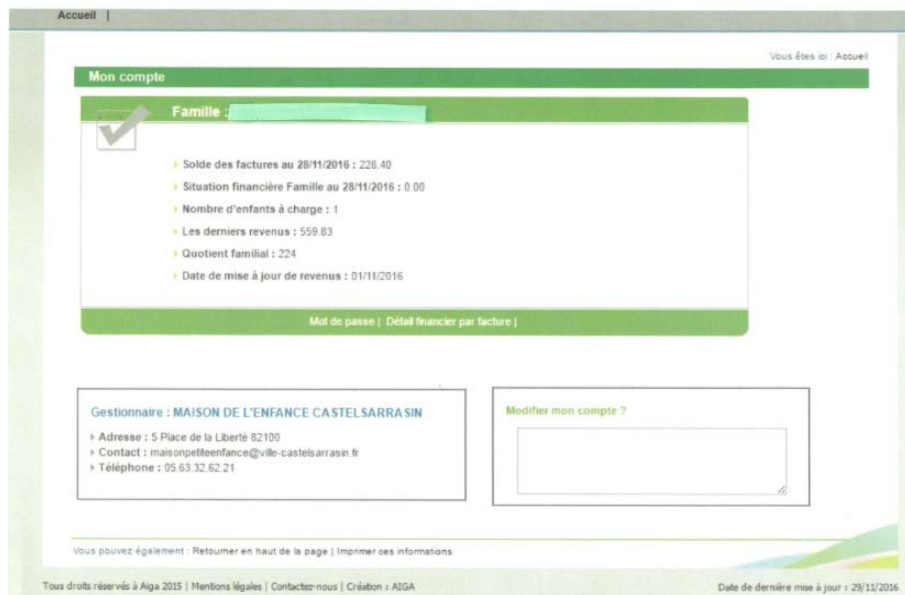 Accueil |
Vous êtes ici : Accueil
Mon compte
Famille :
Solde des factures au 28/11/2016 : 228.40
Situation financière Famille au 28/11/2016 : 0.00
Nombre d'enfants à charge : 1
Les derniers revenus : 559.83
Quotient familial : 224
Date de mise à jour de revenus : 01/11/2016
Mot de passe | Détail financier par facture |
Gestionnaire : MAISON DE L'ENFANCE CASTELSARRASIN
Adresse : 5 Place de la Liberté 82100
Contact : maisonpetiteenfance@ville-castelsarrasin.fr
Téléphone : 05.63.32.62.21
Modifier mon compte ?
Vous pouvez également : Retourner en haut de la page | Imprimer ces informations
Tous droits réservés à Aiga 2015 | Mentions légales | Contactez-nous | Création : AIGA
Date de dernière mise à jour : 29/11/2016